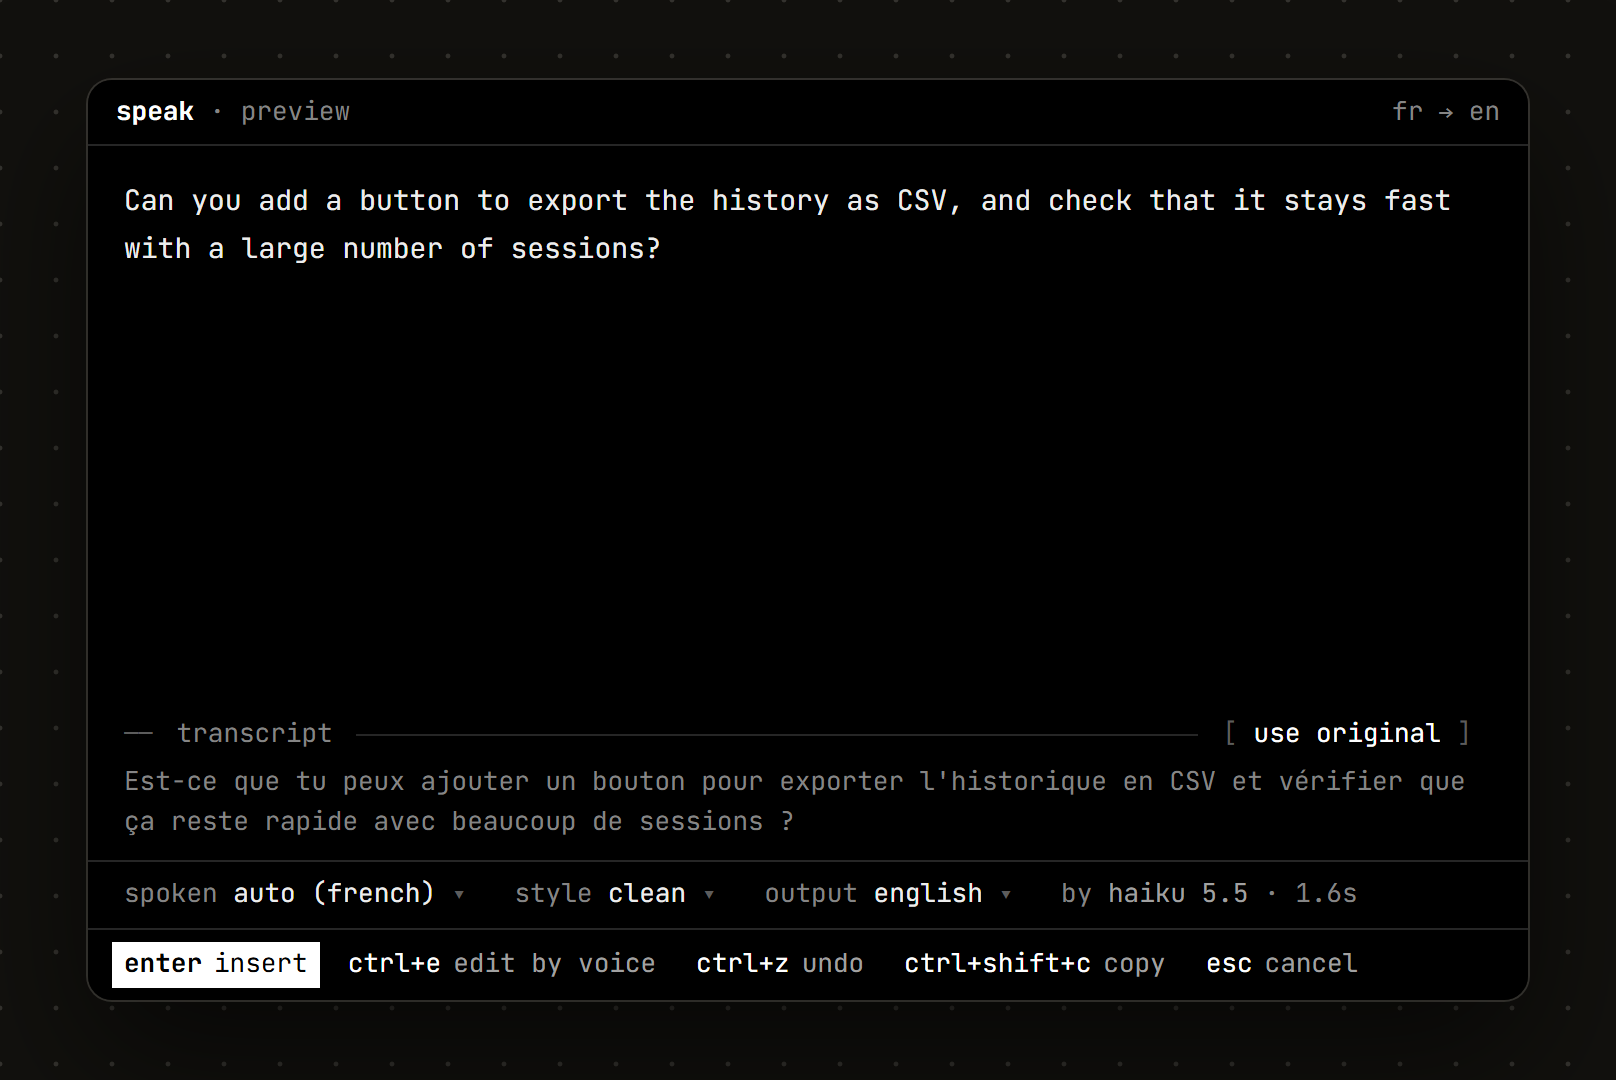 speak · preview
fr → en
Can you add a button to export the history as CSV, and check that it stays fast
with a large number of sessions?
transcript
[ use original ]
Est-ce que tu peux ajouter un bouton pour exporter l'historique en CSV et vérifier que
ça reste rapide avec beaucoup de sessions ?
spoken auto (french) ▾ style clean ▾ output english ▾ by haiku 5.5 · 1.6s
enter insert ctrl+e edit by voice ctrl+z undo ctrl+shift+c copy esc cancel